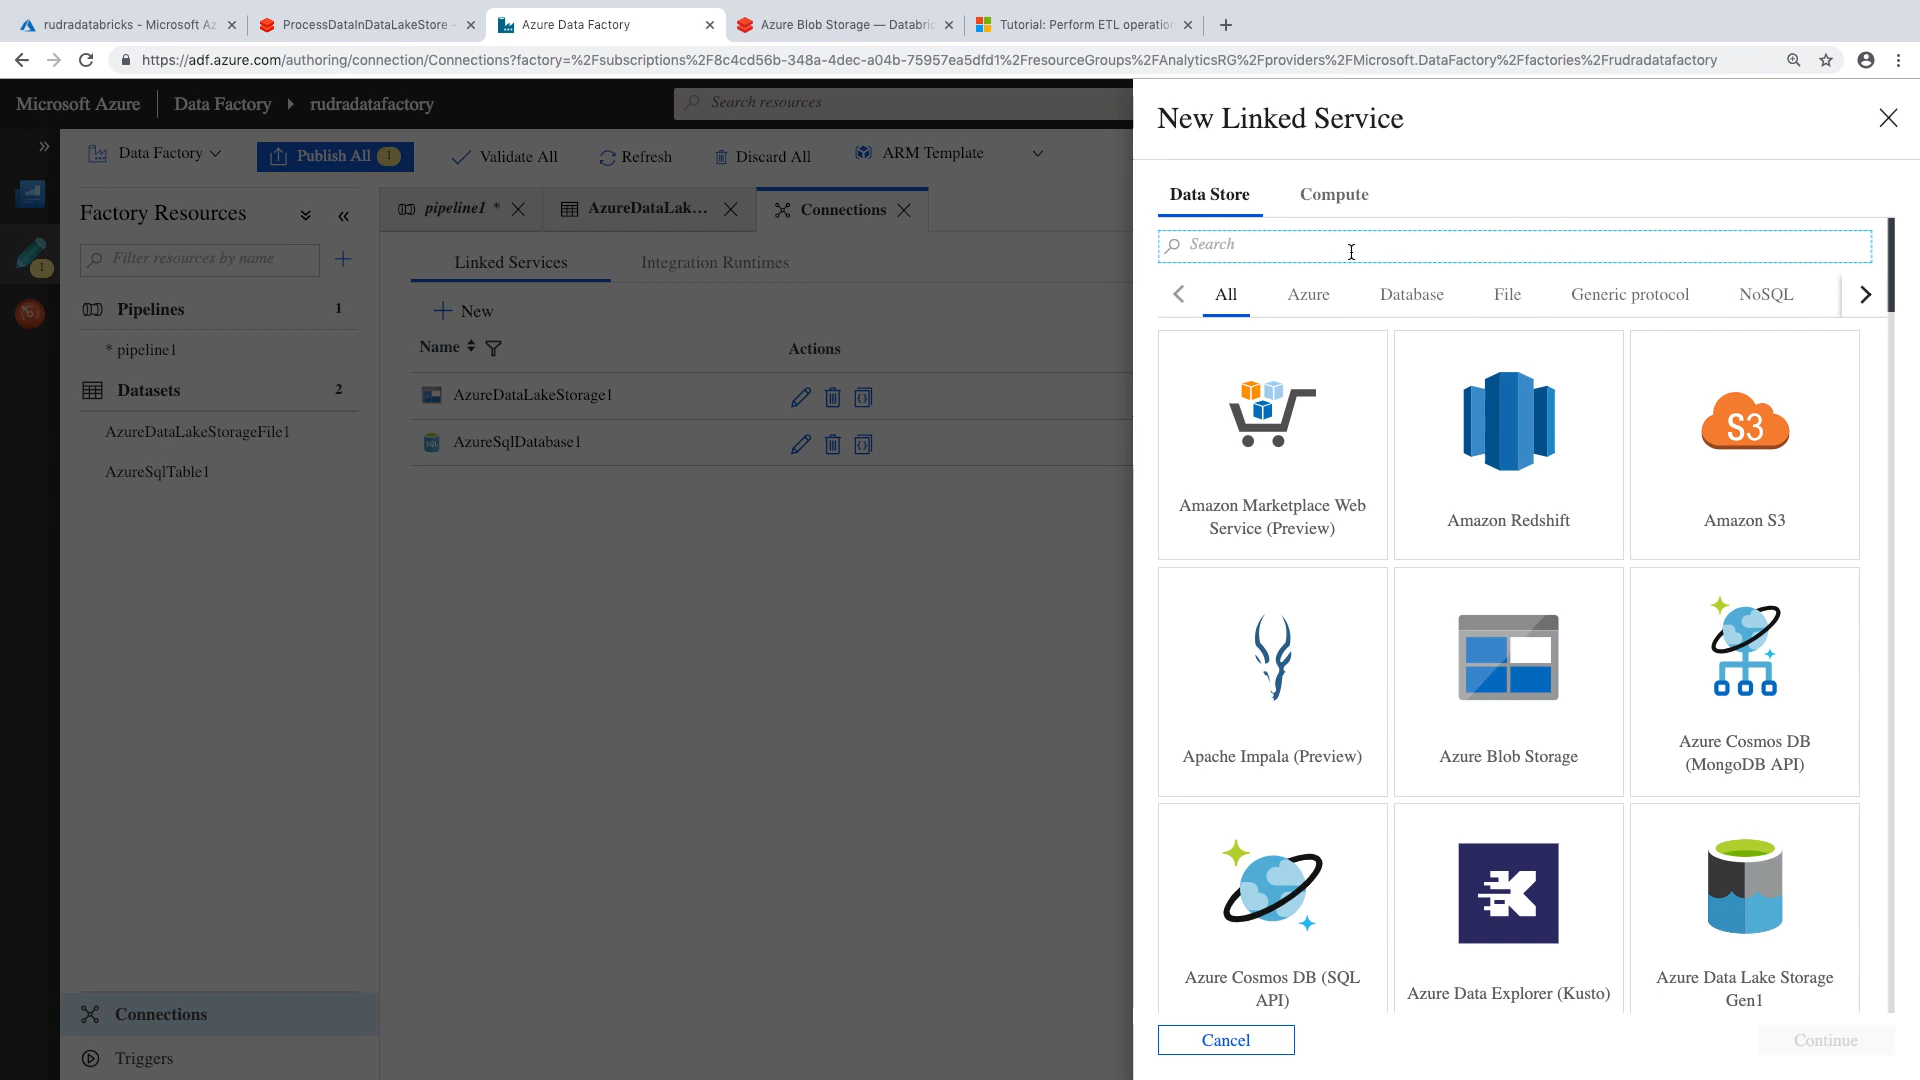 rudradatabricks - Microsoft Az
ProcessDataInDataLakeStore -
Azure Data Factory
Azure Blob Storage — Databric
Tutorial: Perform ETL operation
https://adf.azure.com/authoring/connection/Connections?factory=%2Fsubscriptions%2F8c4cd56b-348a-4dec-a04b-75957ea5dfd1%2FresourceGroups%2FAnalyticsRG%2Fproviders%2FMicrosoft.DataFactory%2Ffactories%2Frudradatafactory
Microsoft Azure
Data Factory
rudradatafactory
Search resources
New Linked Service
Data Factory
Publish All 1
Validate All
Refresh
Discard All
ARM Template
Factory Resources
Filter resources by name
1
Pipelines 1
* pipeline1
Datasets 2
AzureDataLakeStorageFile1
AzureSqlTable1
Connections
Triggers
pipeline1 *
AzureDataLak...
Connections
Linked Services
Integration Runtimes
New
Name
Actions
AzureDataLakeStorage1
AzureSqlDatabase1
SQL
Data Store
Compute
Search
All
Azure
Database
File
Generic protocol
NoSQL
Amazon Marketplace Web
Service (Preview)
Amazon Redshift
S3
Amazon S3
Apache Impala (Preview)
Azure Blob Storage
Azure Cosmos DB
(MongoDB API)
Azure Cosmos DB (SQL
API)
Azure Data Explorer (Kusto)
Azure Data Lake Storage
Gen1
Cancel
Continue